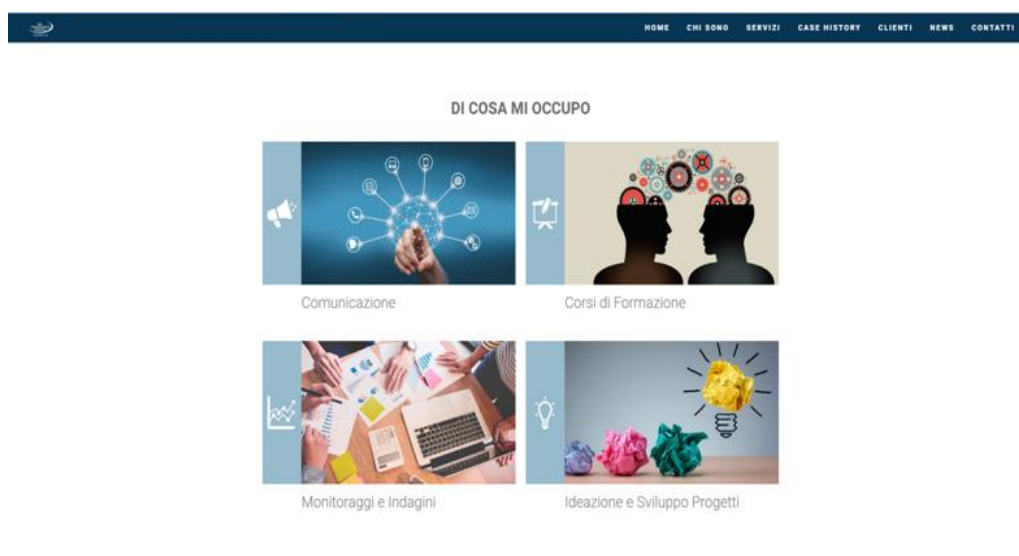 HOME CHI SONO SERVIZI CASE HISTORY CLIENTI NEWS CONTATTI
DI COSA MI OCCUPO
Comunicazione
Corsi di Formazione
Monitoraggi e Indagini
Ideazione e Sviluppo Progetti